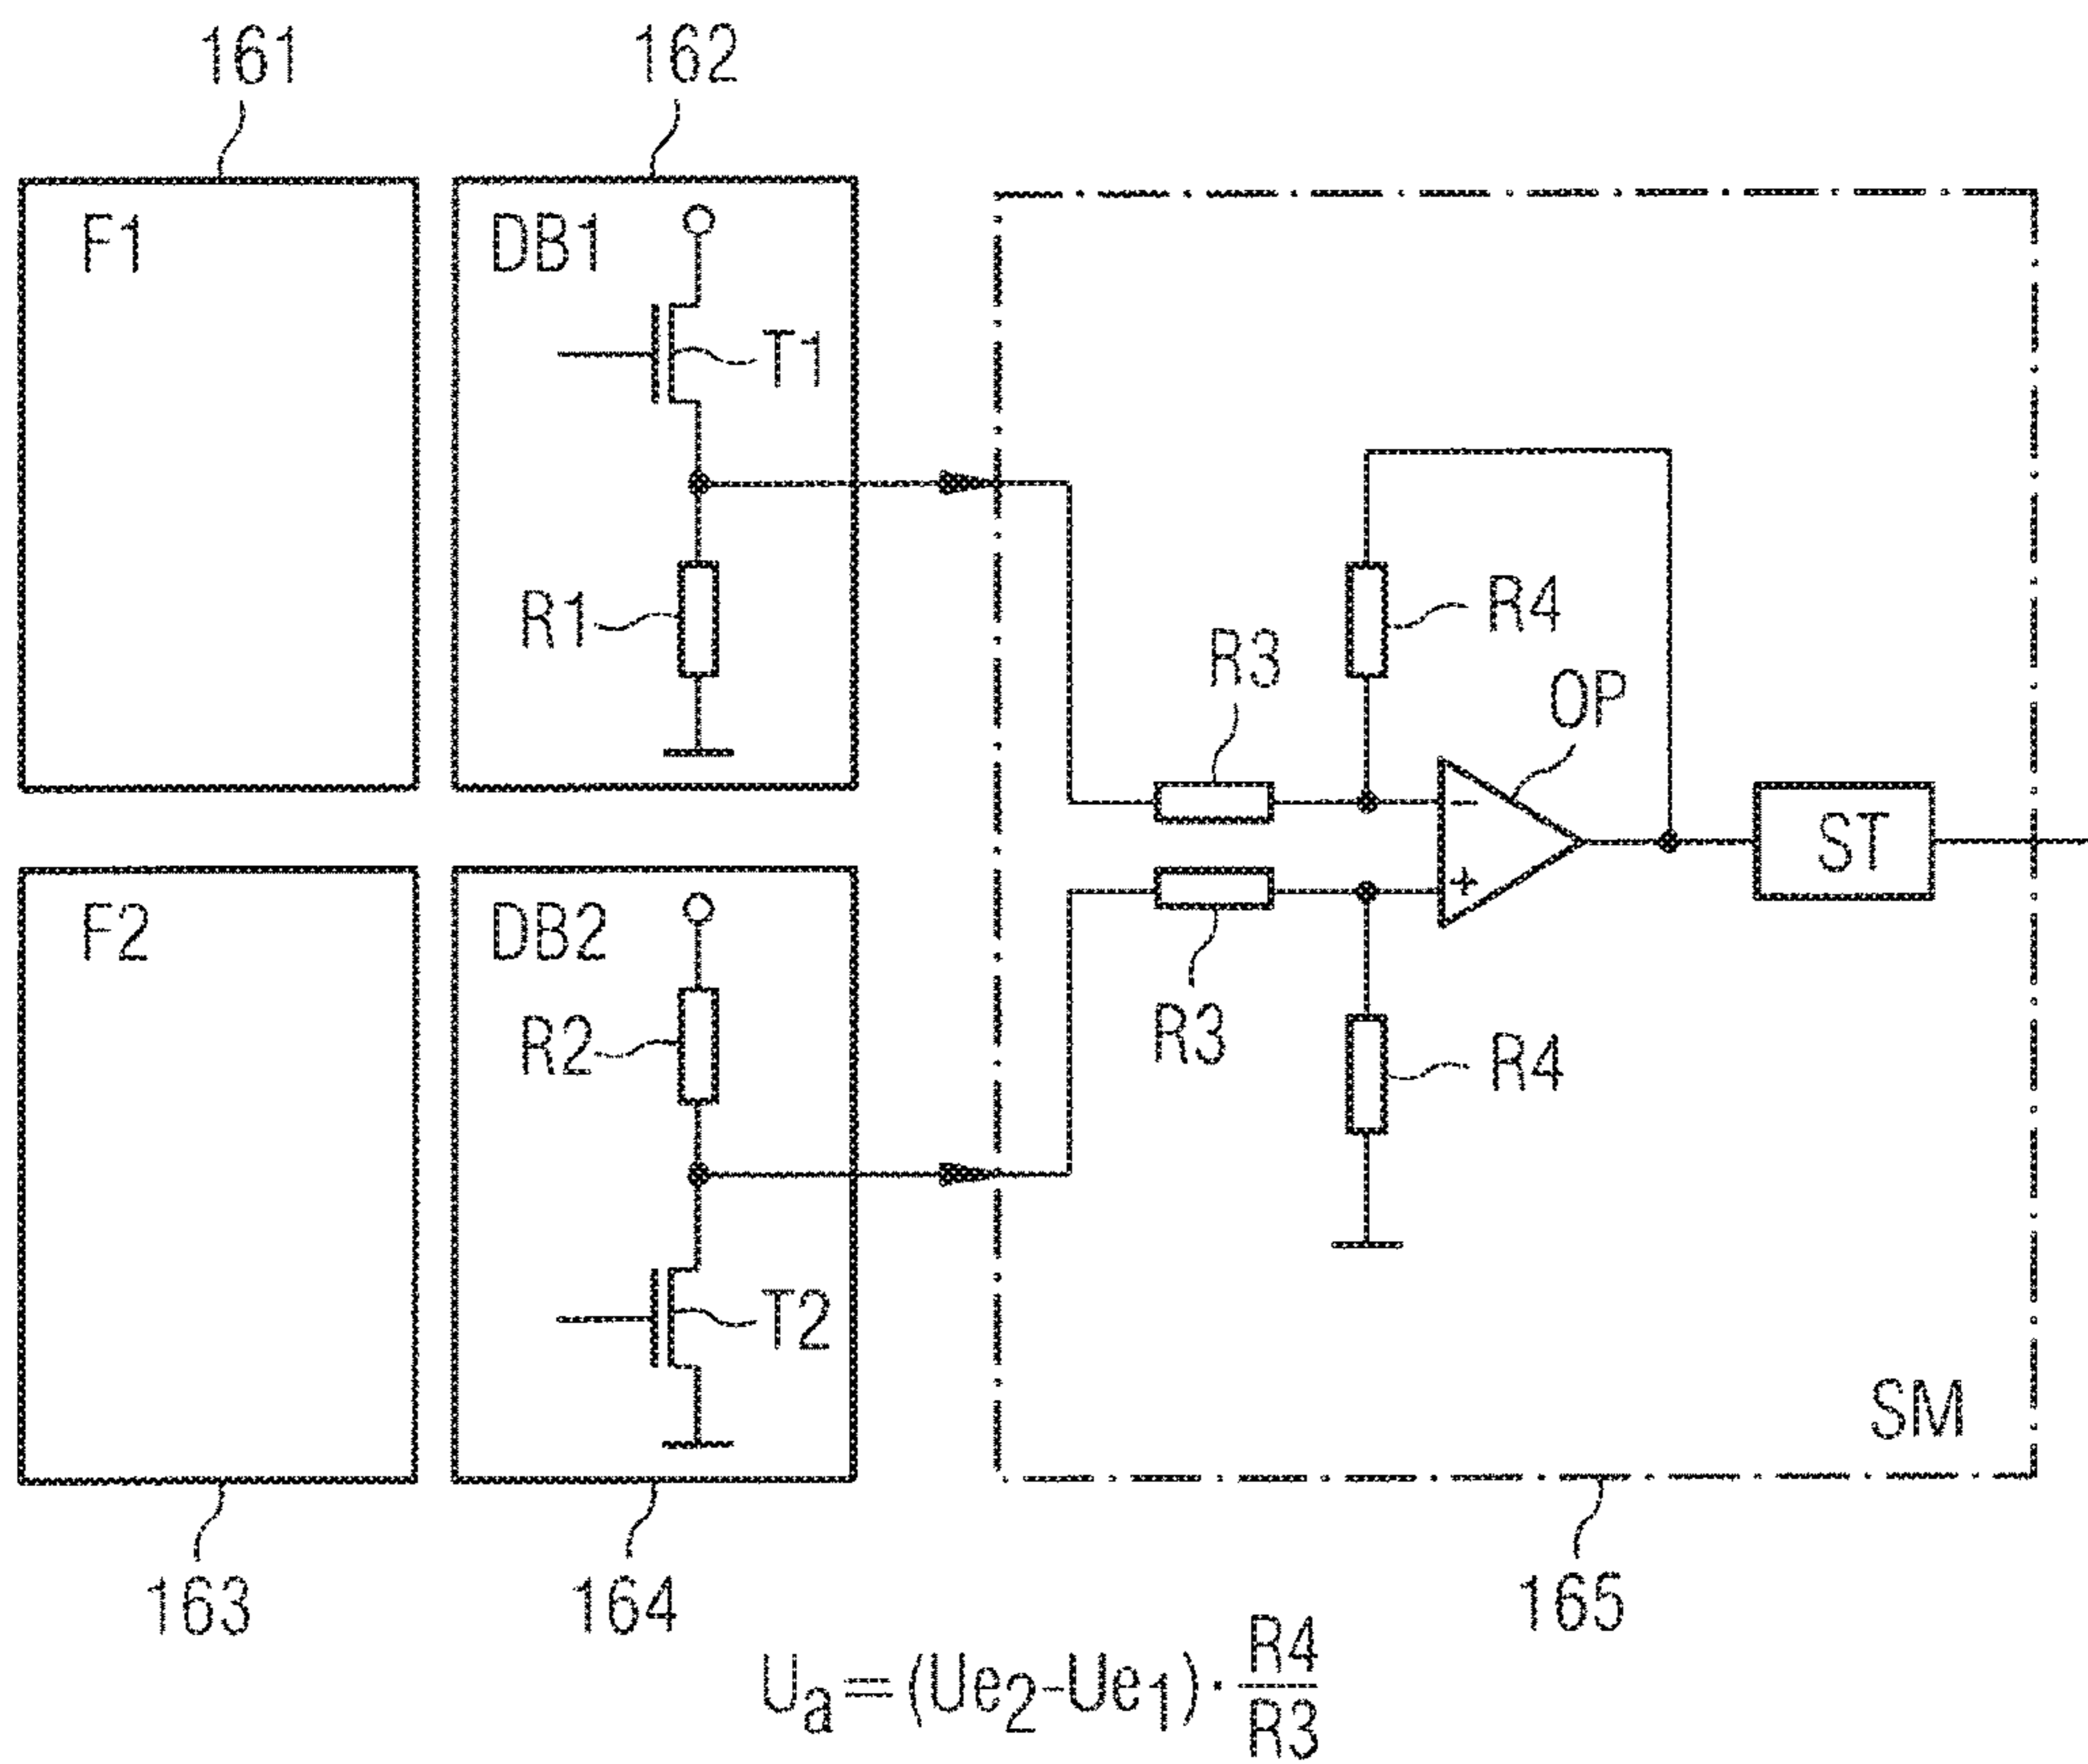 161
162
F1
DB1
T1
R1
R4
R3
OP
-
ST
+
F2
DB2
R2
R3
R4
T2
SM
163
164
165
Uₐ=(Ue₂-Ue₁)·R4/R3